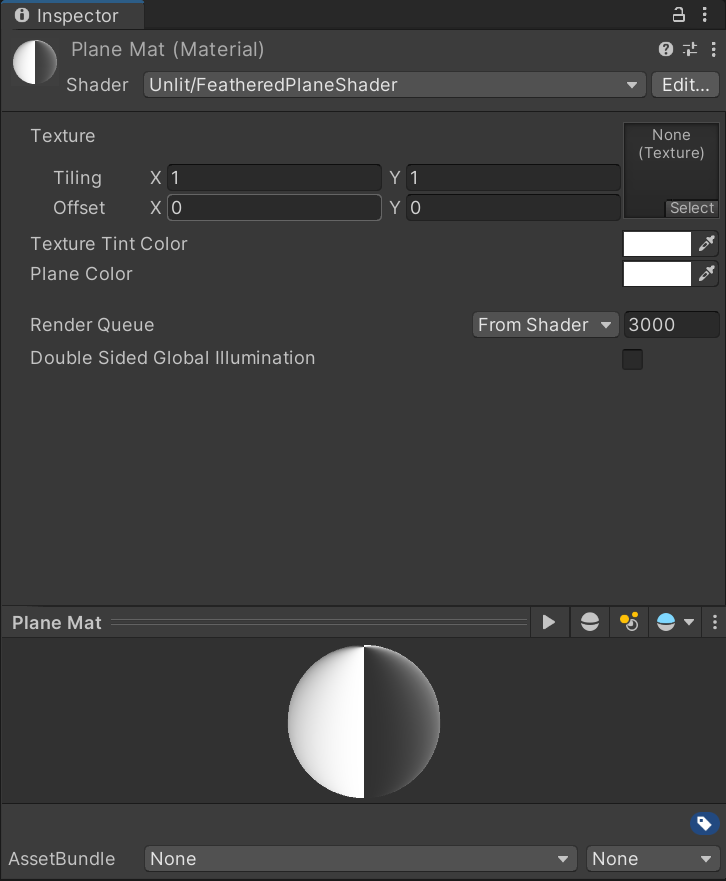 Inspector
Plane Mat (Material)
Shader Unlit/FeatheredPlaneShader Edit...
Texture
None
(Texture)
Tiling X 1 Y 1
Offset X 0 Y 0
Select
Texture Tint Color
Plane Color
Render Queue From Shader 3000
Double Sided Global Illumination
Plane Mat
AssetBundle None None